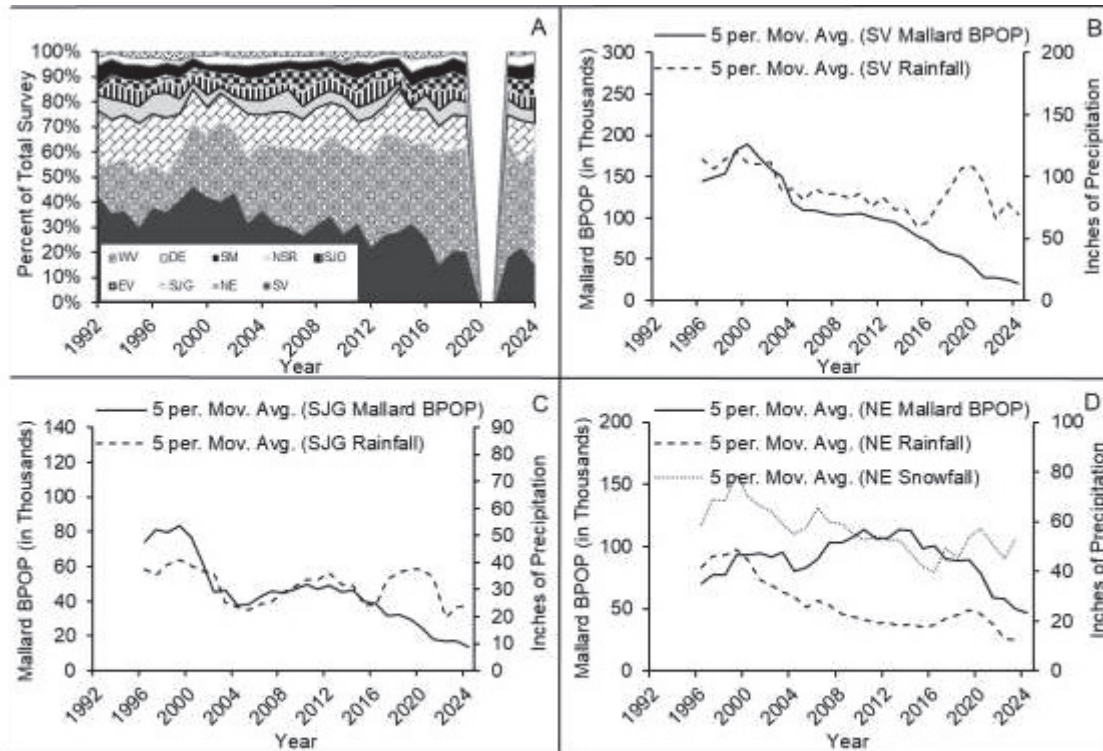 A
Percent of Total Survey
100%
90%
80%
70%
60%
50%
40%
30%
20%
10%
0%
WV DE SM NSR SJD
EV SJG NE SV
1992 1996 2000 2004 2008 2012 2016 2020 2024
Year
B
5 per. Mov. Avg. (SV Mallard BPOP)
5 per. Mov. Avg. (SV Rainfall)
Mallard BPOP (in Thousands)
300
250
200
150
100
50
0
200
150
100
50
0
Inches of Precipitation
1992 1996 2000 2004 2008 2012 2016 2020 2024
Year
C
5 per. Mov. Avg. (SJG Mallard BPOP)
5 per. Mov. Avg. (SJG Rainfall)
Mallard BPOP (in Thousands)
140
120
100
80
60
40
20
0
90
80
70
60
50
40
30
20
10
0
Inches of Precipitation
1992 1996 2000 2004 2008 2012 2016 2020 2024
Year
D
5 per. Mov. Avg. (NE Mallard BPOP)
5 per. Mov. Avg. (NE Rainfall)
5 per. Mov. Avg. (NE Snowfall)
Mallard BPOP (in Thousands)
200
150
100
50
0
100
80
60
40
20
0
Inches of Precipitation
1992 1996 2000 2004 2008 2012 2016 2020 2024
Year